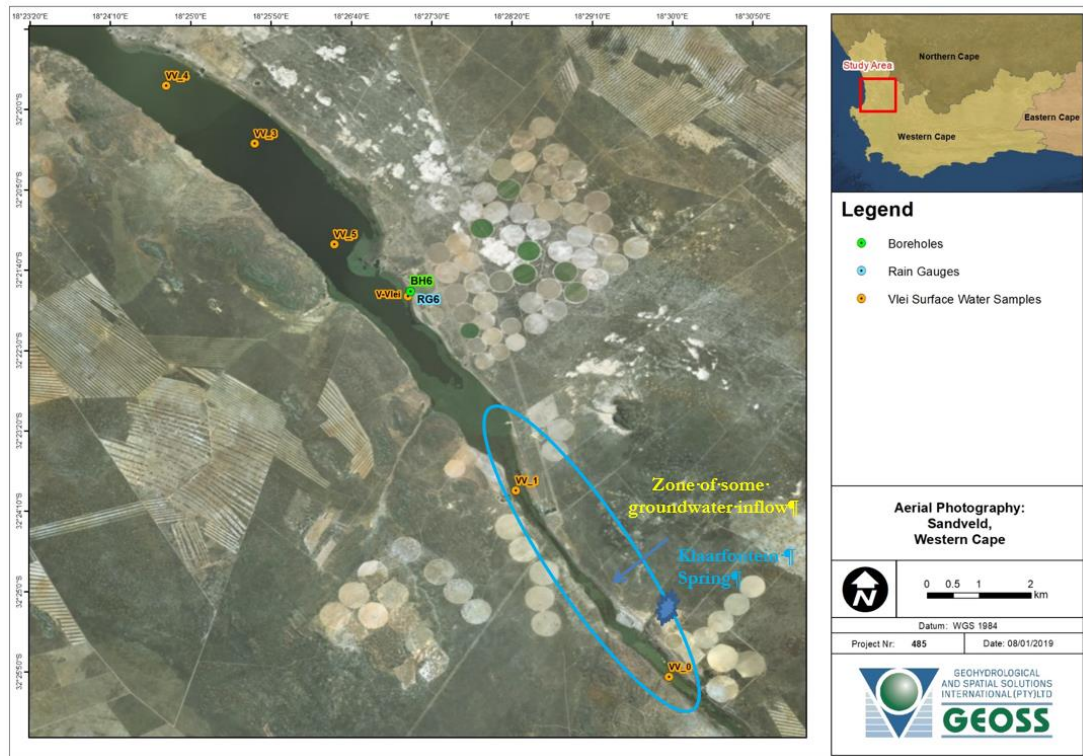 18°23'20"E 18°24'10"E 18°25'0"E 18°25'50"E 18°26'40"E 18°27'30"E 18°28'20"E 18°29'10"E 18°30'0"E 18°30'50"E
32°20'0"S
32°20'50"S
32°21'40"S
32°22'30"S
32°23'20"S
32°24'10"S
32°25'0"S
32°25'50"S
VV_4
VV_3
VV_5
BH6
V-Vlei RG6
VV_1
Zone·of·some·
groundwater·inflow¶
Klaarfontein·¶
Spring¶
VV_0
Study Area
Northern Cape
Eastern Cape
Western Cape
Legend
Boreholes
Rain Gauges
Vlei Surface Water Samples
Aerial Photography:
Sandveld,
Western Cape
N
0 0.5 1 2
km
Datum: WGS 1984
Project Nr: 485 Date: 08/01/2019
GEOHYDROLOGICAL
AND SPATIAL SOLUTIONS
INTERNATIONAL(PTY)LTD
GEOSS